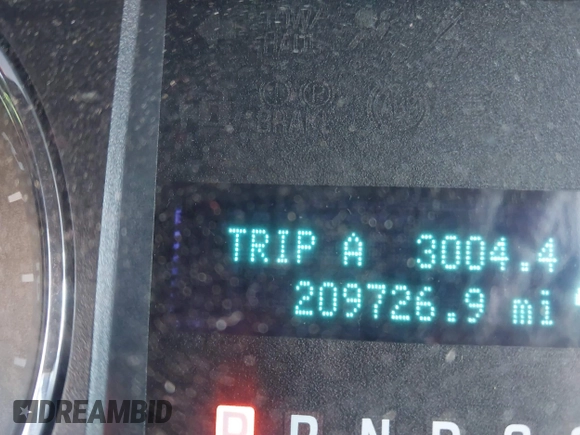 BRAKE
TRIP A 3004.4
209726.9 mi
P R N D
DREAMBID